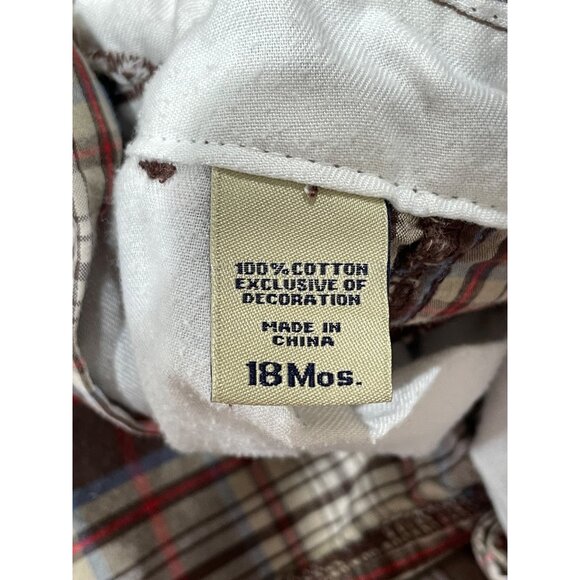 100% COTTON
EXCLUSIVE OF
DECORATION
MADE IN
CHINA
18 Mos.